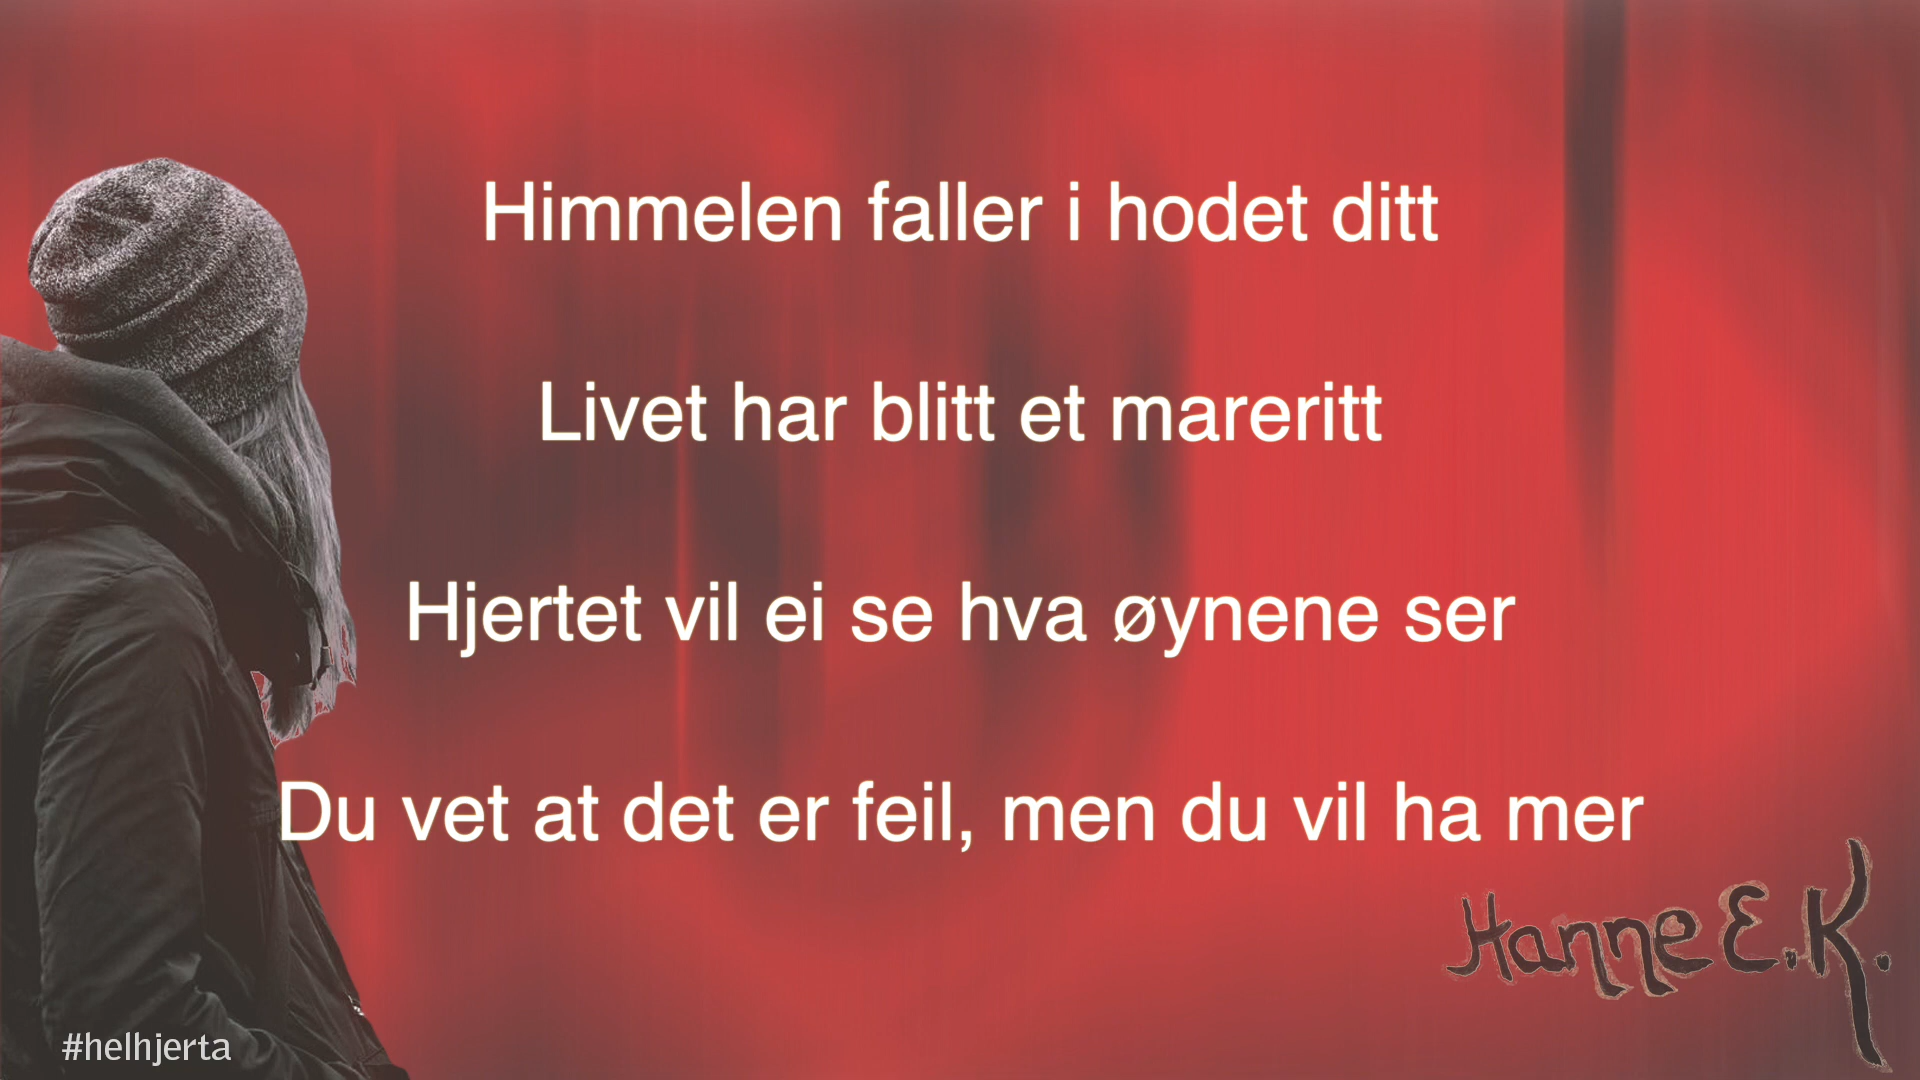 Himmelen faller i hodet ditt
Livet har blitt et mareritt
Hjertet vil ei se hva øynene ser
Du vet at det er feil, men du vil ha mer
Hanne E.K.
#helhjerta